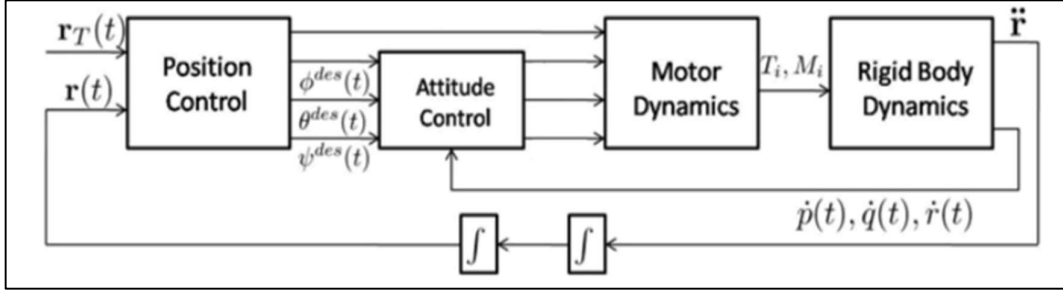 r_T(t)
r(t)
Position
Control
ϕ^{des}(t)
θ^{des}(t)
ψ^{des}(t)
Attitude
Control
Motor
Dynamics
T_i, M_i
Rigid Body
Dynamics
r̈
ṗ(t), q̇(t), ṙ(t)
∫
∫